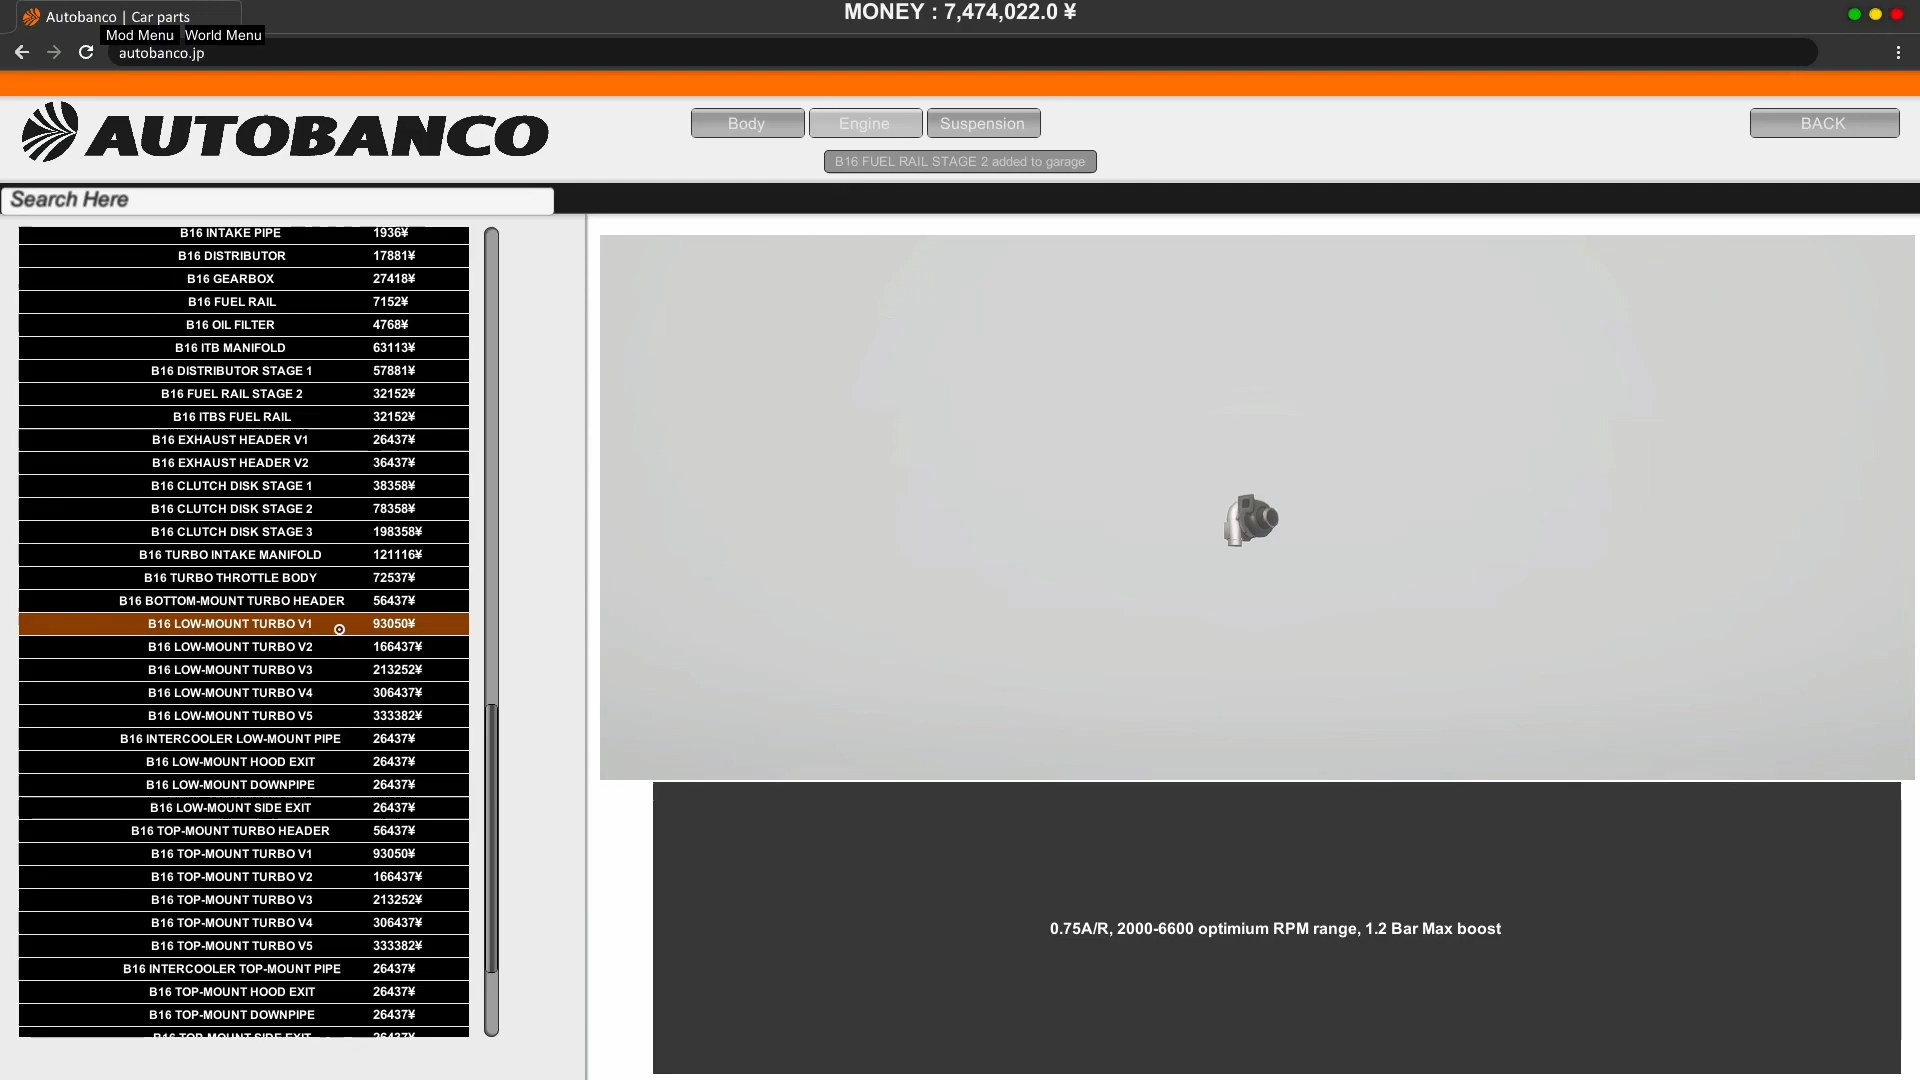 Autobanco | Car parts
MONEY : 7,474,022.0 ¥
Mod Menu World Menu
autobanco.jp
AUTOBANCO
Body Engine Suspension BACK
B16 FUEL RAIL STAGE 2 added to garage
Search Here
B16 INTAKE PIPE 1936¥
B16 DISTRIBUTOR 17881¥
B16 GEARBOX 27418¥
B16 FUEL RAIL 7152¥
B16 OIL FILTER 4768¥
B16 ITB MANIFOLD 63113¥
B16 DISTRIBUTOR STAGE 1 57881¥
B16 FUEL RAIL STAGE 2 32152¥
B16 ITBS FUEL RAIL 32152¥
B16 EXHAUST HEADER V1 26437¥
B16 EXHAUST HEADER V2 36437¥
B16 CLUTCH DISK STAGE 1 38358¥
B16 CLUTCH DISK STAGE 2 78358¥
B16 CLUTCH DISK STAGE 3 198358¥
B16 TURBO INTAKE MANIFOLD 121116¥
B16 TURBO THROTTLE BODY 72537¥
B16 BOTTOM-MOUNT TURBO HEADER 56437¥
B16 LOW-MOUNT TURBO V1 93050¥
B16 LOW-MOUNT TURBO V2 166437¥
B16 LOW-MOUNT TURBO V3 213252¥
B16 LOW-MOUNT TURBO V4 306437¥
B16 LOW-MOUNT TURBO V5 333382¥
B16 INTERCOOLER LOW-MOUNT PIPE 26437¥
B16 LOW-MOUNT HOOD EXIT 26437¥
B16 LOW-MOUNT DOWNPIPE 26437¥
B16 LOW-MOUNT SIDE EXIT 26437¥
B16 TOP-MOUNT TURBO HEADER 56437¥
B16 TOP-MOUNT TURBO V1 93050¥
B16 TOP-MOUNT TURBO V2 166437¥
B16 TOP-MOUNT TURBO V3 213252¥
B16 TOP-MOUNT TURBO V4 306437¥
B16 TOP-MOUNT TURBO V5 333382¥
B16 INTERCOOLER TOP-MOUNT PIPE 26437¥
B16 TOP-MOUNT HOOD EXIT 26437¥
B16 TOP-MOUNT DOWNPIPE 26437¥
B16 TOP-MOUNT SIDE EXIT 26437¥
0.75A/R, 2000-6600 optimium RPM range, 1.2 Bar Max boost